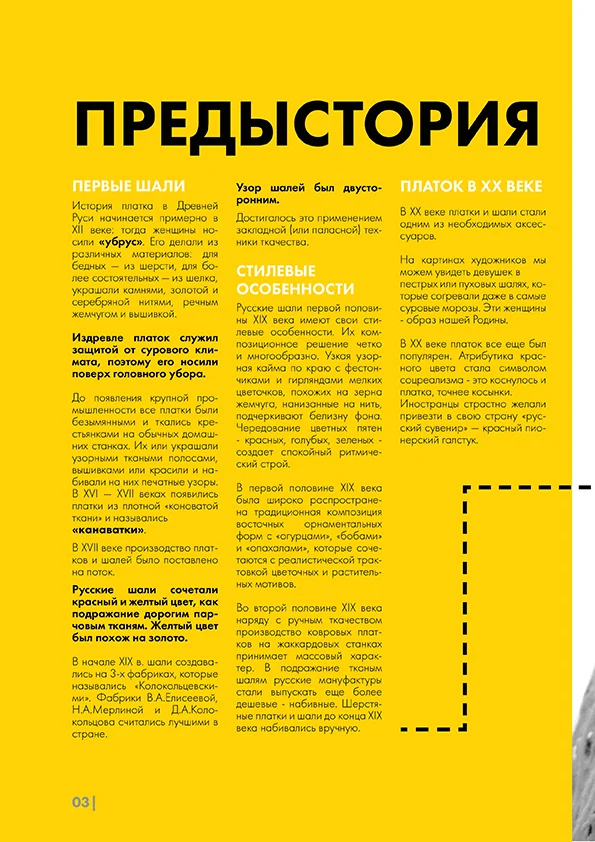 ПРЕДЫСТОРИЯ
ПЕРВЫЕ ШАЛИ
История платка в Древней
Руси начинается примерно в
XII веке; тогда женщины но-
сили «убрус». Его делали из
различных материалов: для
бедных — из шерсти, для бо-
лее состоятельных — из шелка,
украшали камнями, золотой и
серебряной нитями, речным
жемчугом и вышивкой.
Издревле платок служил
защитой от сурового кли-
мата, поэтому его носили
поверх головного убора.
До появления крупной про-
мышленности все платки были
безымянными и ткались кре-
стьянками на обычных домаш-
них станках. Их или украшали
узорными ткаными полосами,
вышивками или красили и на-
бивали на них печатные узоры.
В XVI — XVII веках появились
платки из плотной «коноватой
ткани» и назывались
«канаватки».
В XVII веке производство плат-
ков и шалей было поставлено
на поток.
Русские шали сочетали
красный и желтый цвет, как
подражание дорогим пар-
човым тканям. Желтый цвет
был похож на золото.
В начале XIX в. шали создава-
лись на 3-х фабриках, которые
назывались «Колокольцевски-
ми». Фабрики В.А.Елисеевой,
Н.А.Мерлиной и Д.А.Коло-
кольцова считались лучшими в
стране.
Узор шалей был двусто-
ронним.
Достигалось это применением
закладной (или паласной) тех-
ники ткачества.
СТИЛЕВЫЕ
ОСОБЕННОСТИ
Русские шали первой полови-
ны XIX века имеют свои сти-
левые особенности. Их ком-
позиционное решение четко
и многообразно. Узкая узор-
ная кайма по краю с фестон-
чиками и гирляндами мелких
цветочков, похожих на зерна
жемчуга, нанизанные на нить,
подчеркивают белизну фона.
Чередование цветных пятен
- красных, голубых, зеленых -
создает спокойный ритмиче-
ский строй.
В первой половине XIX века
была широко распростране-
на традиционная композиция
восточных орнаментальных
форм с «огурцами», «бобами»
и «опахалами», которые соче-
таются с реалистической трак-
товкой цветочных и раститель-
ных мотивов.
Во второй половине XIX века
наряду с ручным ткачеством
производство ковровых плат-
ков на жаккардовых станках
принимает массовый харак-
тер. В подражание тканым
шалям русские мануфактуры
стали выпускать еще более
дешевые - набивные. Шерстя-
ные платки и шали до конца XIX
века набивались вручную.
ПЛАТОК В XX ВЕКЕ
В XX веке платки и шали стали
одним из необходимых аксес-
суаров.
На картинах художников мы
можем увидеть девушек в
пестрых или пуховых шалях, ко-
торые согревали даже в самые
суровые морозы. Эти женщины
- образ нашей Родины.
В XX веке платок все еще был
популярен. Атрибутика крас-
ного цвета стала символом
соцреализма - это коснулось и
платка, точнее косынки.
Иностранцы страстно желали
привезти в свою страну «рус-
ский сувенир» — красный пио-
нерский галстук.
03|